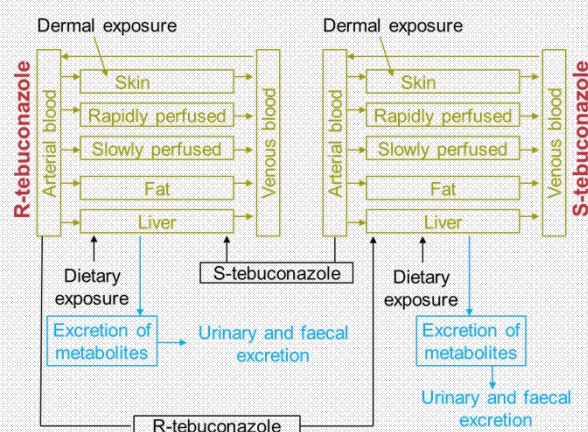 Dermal exposure
R-tebuconazole
Arterial blood
Skin
Rapidly perfused
Slowly perfused
Fat
Liver
Venous blood
Dietary
exposure
Excretion of
metabolites
Urinary and faecal
excretion
S-tebuconazole
R-tebuconazole
Dermal exposure
Arterial blood
Skin
Rapidly perfused
Slowly perfused
Fat
Liver
Venous blood
S-tebuconazole
Dietary
exposure
Excretion of
metabolites
Urinary and faecal
excretion